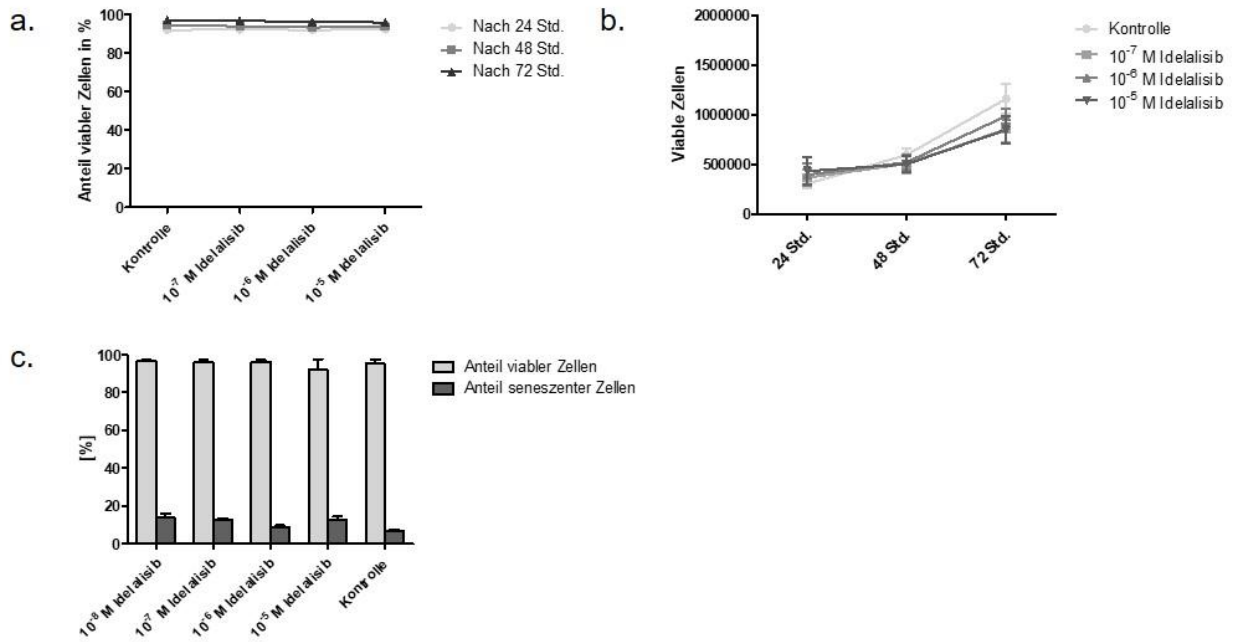 a.
Anteil viabler Zellen in %
100
80
60
40
20
0
Kontrolle
10⁻⁷ M Idelalisib
10⁻⁶ M Idelalisib
10⁻⁵ M Idelalisib
Nach 24 Std.
Nach 48 Std.
Nach 72 Std.
b.
Viable Zellen
2000000
1500000
1000000
500000
0
24 Std.
48 Std.
72 Std.
Kontrolle
10⁻⁷ M Idelalisib
10⁻⁶ M Idelalisib
10⁻⁵ M Idelalisib
c.
[%]
100
80
60
40
20
0
10⁻⁸ M Idelalisib
10⁻⁷ M Idelalisib
10⁻⁶ M Idelalisib
10⁻⁵ M Idelalisib
Kontrolle
Anteil viabler Zellen
Anteil seneszenter Zellen